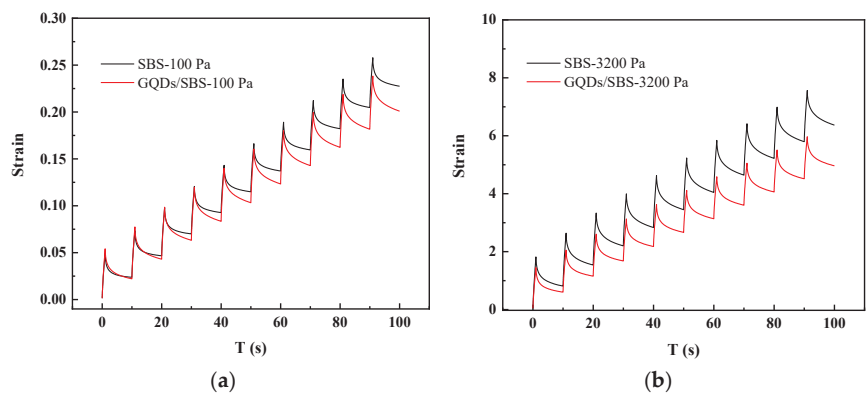 0.30
0.25
0.20
0.15
0.10
0.05
0.00
Strain
SBS-100 Pa
GQDs/SBS-100 Pa
0 20 40 60 80 100
T (s)
(a)
10
8
6
4
2
0
Strain
SBS-3200 Pa
GQDs/SBS-3200 Pa
0 20 40 60 80 100
T (s)
(b)